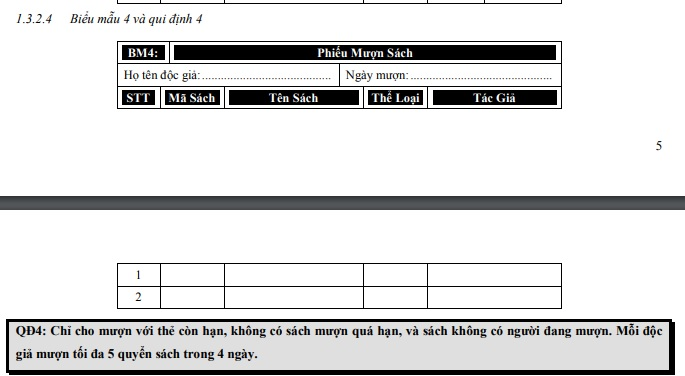 1.3.2.4 Biểu mẫu 4 và qui định 4
BM4: Phiếu Mượn Sách
Họ tên độc giả:........................................ Ngày mượn:............................................
STT Mã Sách Tên Sách Thể Loại Tác Giả
5
1
2
QĐ4: Chỉ cho mượn với thẻ còn hạn, không có sách mượn quá hạn, và sách không có người đang mượn. Mỗi độc
giả mượn tối đa 5 quyển sách trong 4 ngày.